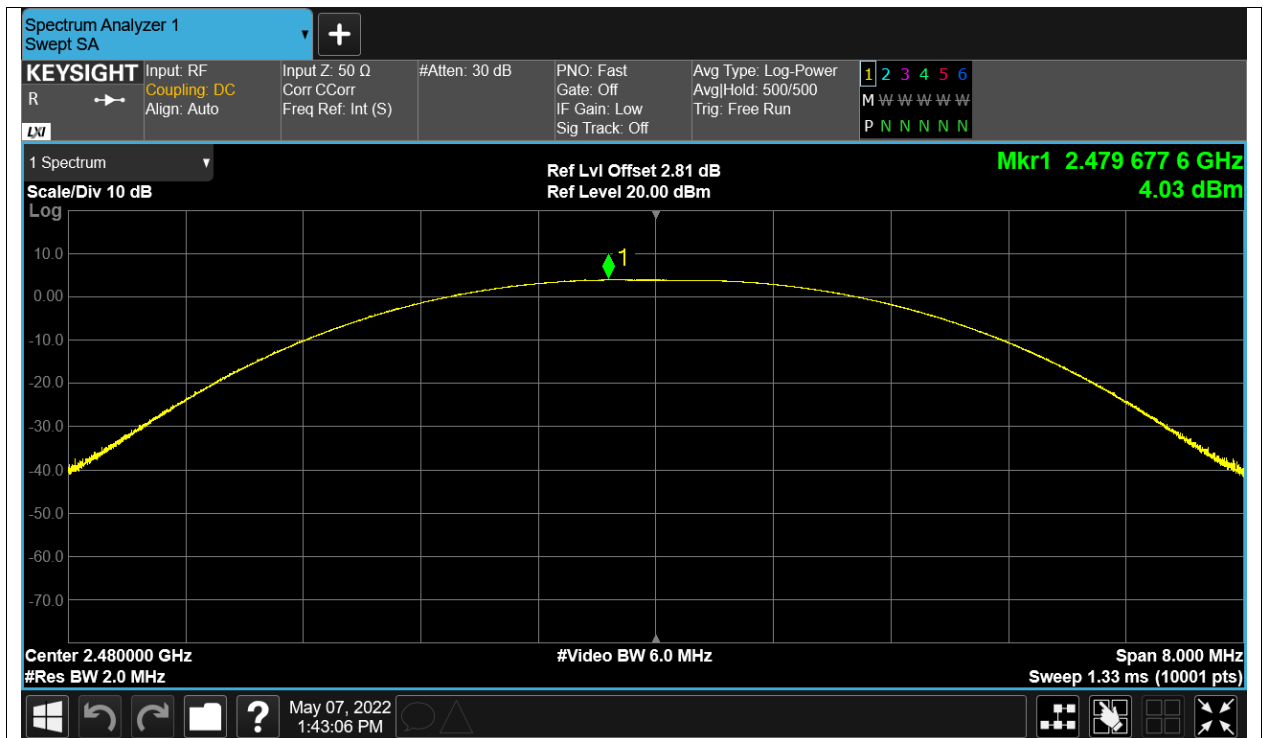 Spectrum Analyzer 1
Swept SA
KEYSIGHT
R
LXI
Input: RF
Coupling: DC
Align: Auto
Input Z: 50 Ω
Corr CCorr
Freq Ref: Int (S)
#Atten: 30 dB
PNO: Fast
Gate: Off
IF Gain: Low
Sig Track: Off
Avg Type: Log-Power
Avg|Hold: 500/500
Trig: Free Run
1 2 3 4 5 6
M W W W W W
P N N N N N
1 Spectrum
Scale/Div 10 dB
Ref Lvl Offset 2.81 dB
Ref Level 20.00 dBm
Mkr1 2.479 677 6 GHz
4.03 dBm
Log
10.0
0.00
-10.0
-20.0
-30.0
-40.0
-50.0
-60.0
-70.0
1
Center 2.480000 GHz
#Res BW 2.0 MHz
#Video BW 6.0 MHz
Span 8.000 MHz
Sweep 1.33 ms (10001 pts)
?
May 07, 2022
1:43:06 PM